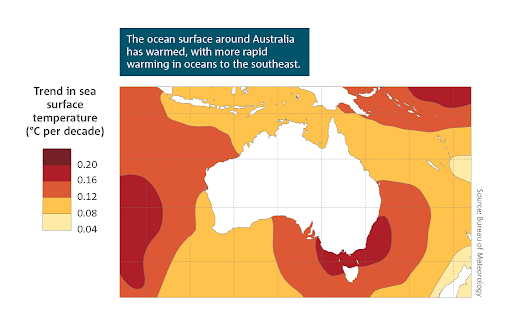 The ocean surface around Australia
has warmed, with more rapid
warming in oceans to the southeast.
Trend in sea
surface
temperature
(°C per decade)
0.20
0.16
0.12
0.08
0.04
Source: Bureau of Meteorology